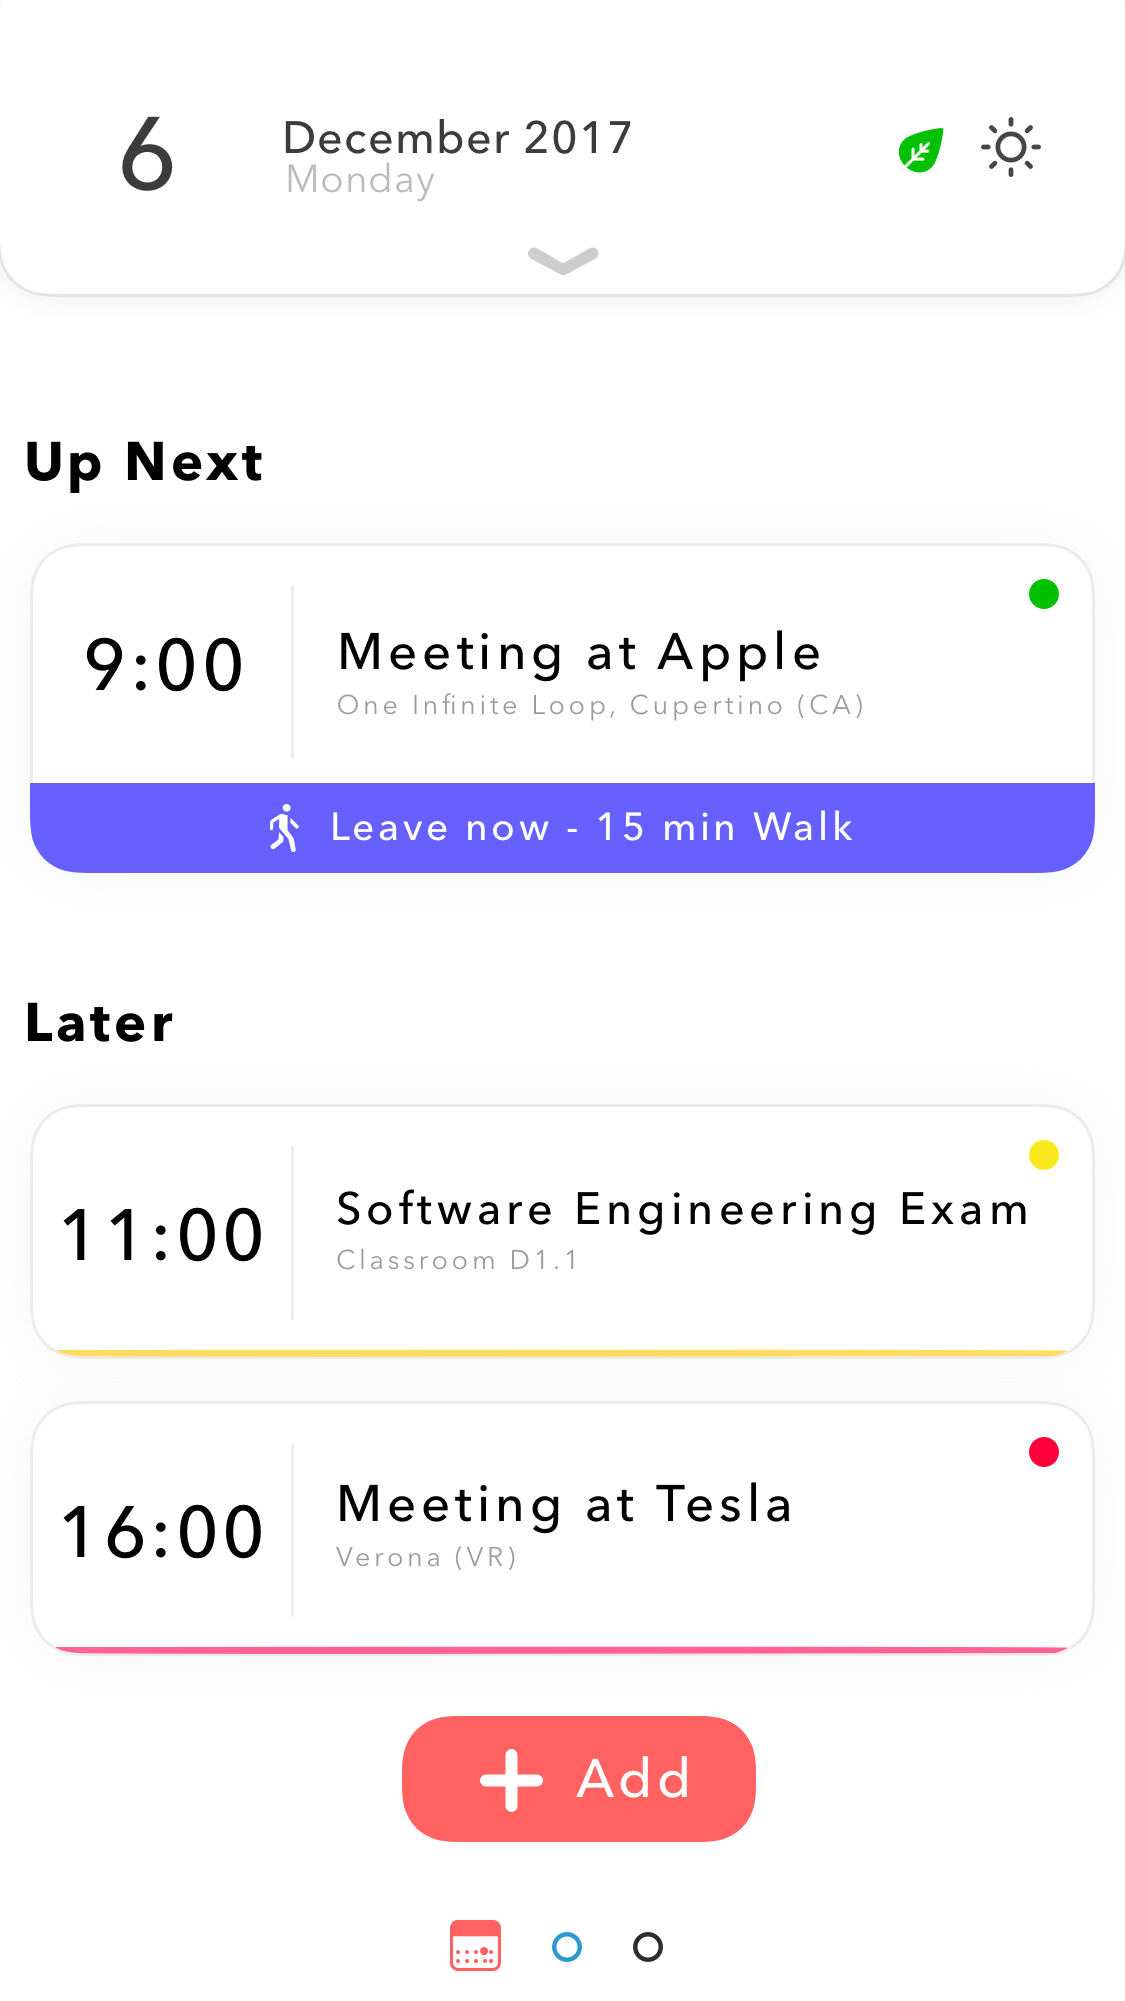 6
December 2017
Monday
Up Next
9:00
Meeting at Apple
One Infinite Loop, Cupertino (CA)
Leave now - 15 min Walk
Later
11:00
Software Engineering Exam
Classroom D1.1
16:00
Meeting at Tesla
Verona (VR)
Add